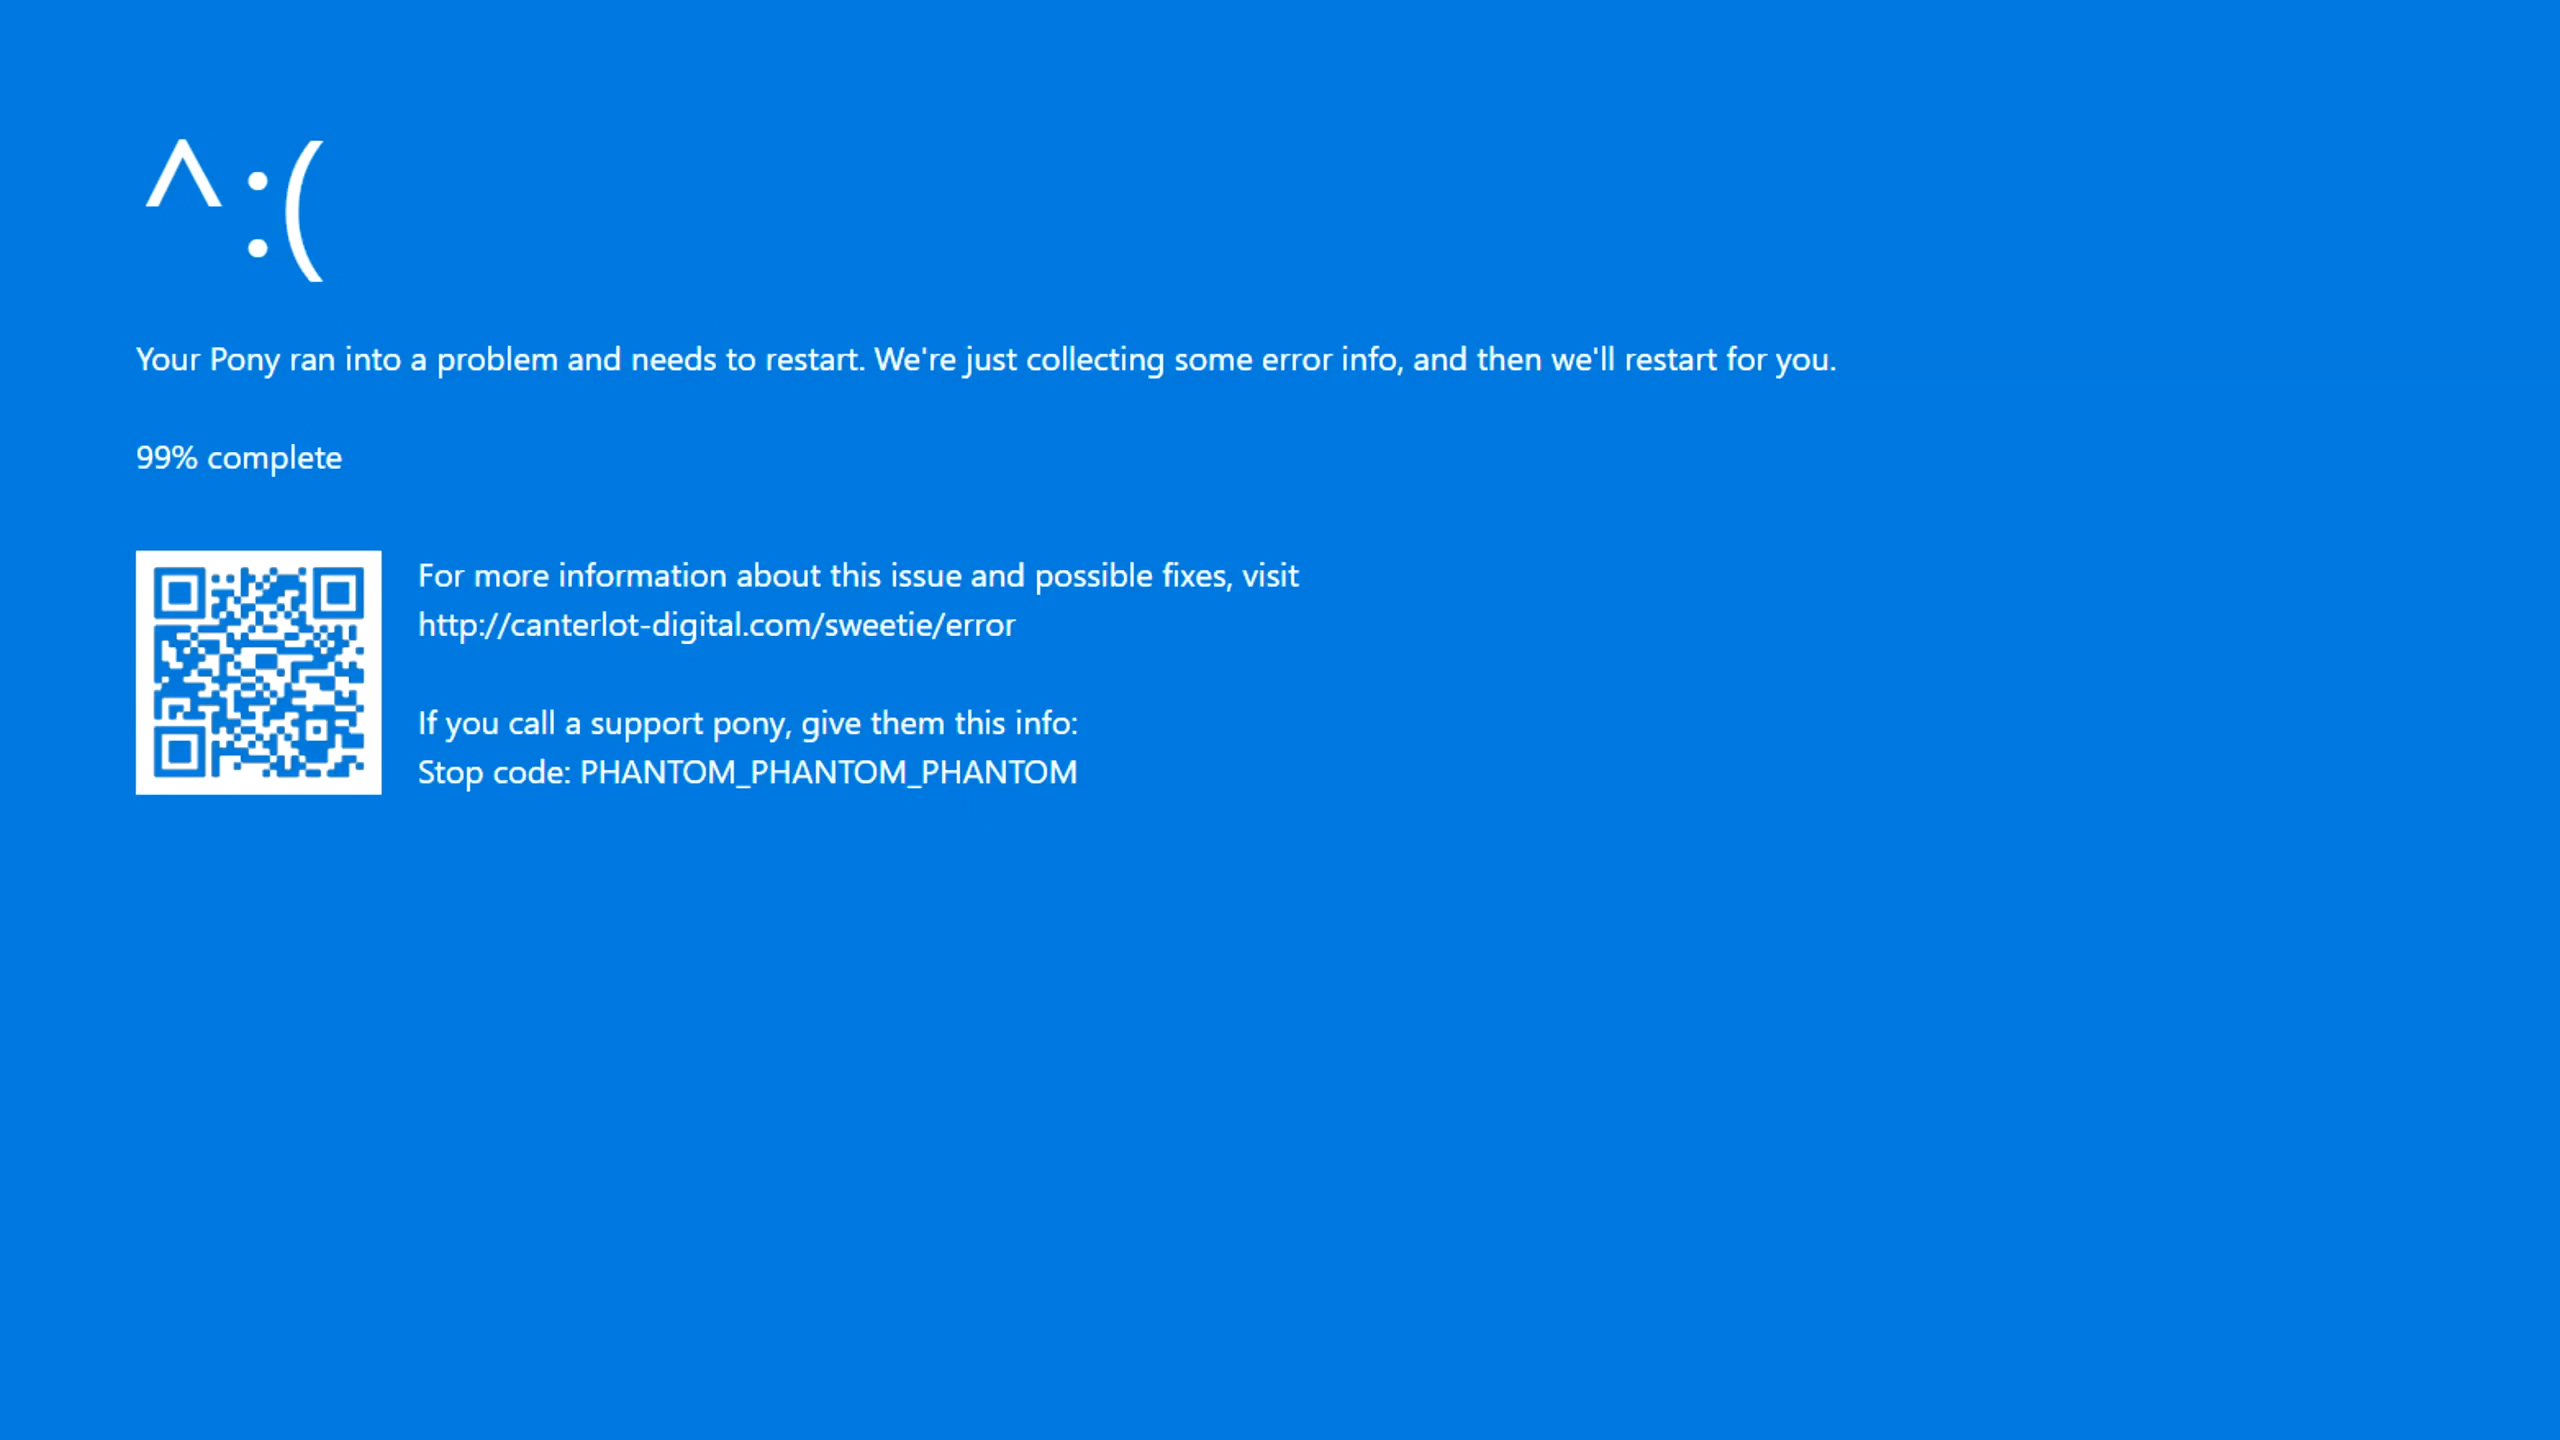 ^:(
Your Pony ran into a problem and needs to restart. We're just collecting some error info, and then we'll restart for you.
99% complete
For more information about this issue and possible fixes, visit
http://canterlot-digital.com/sweetie/error
If you call a support pony, give them this info:
Stop code: PHANTOM_PHANTOM_PHANTOM